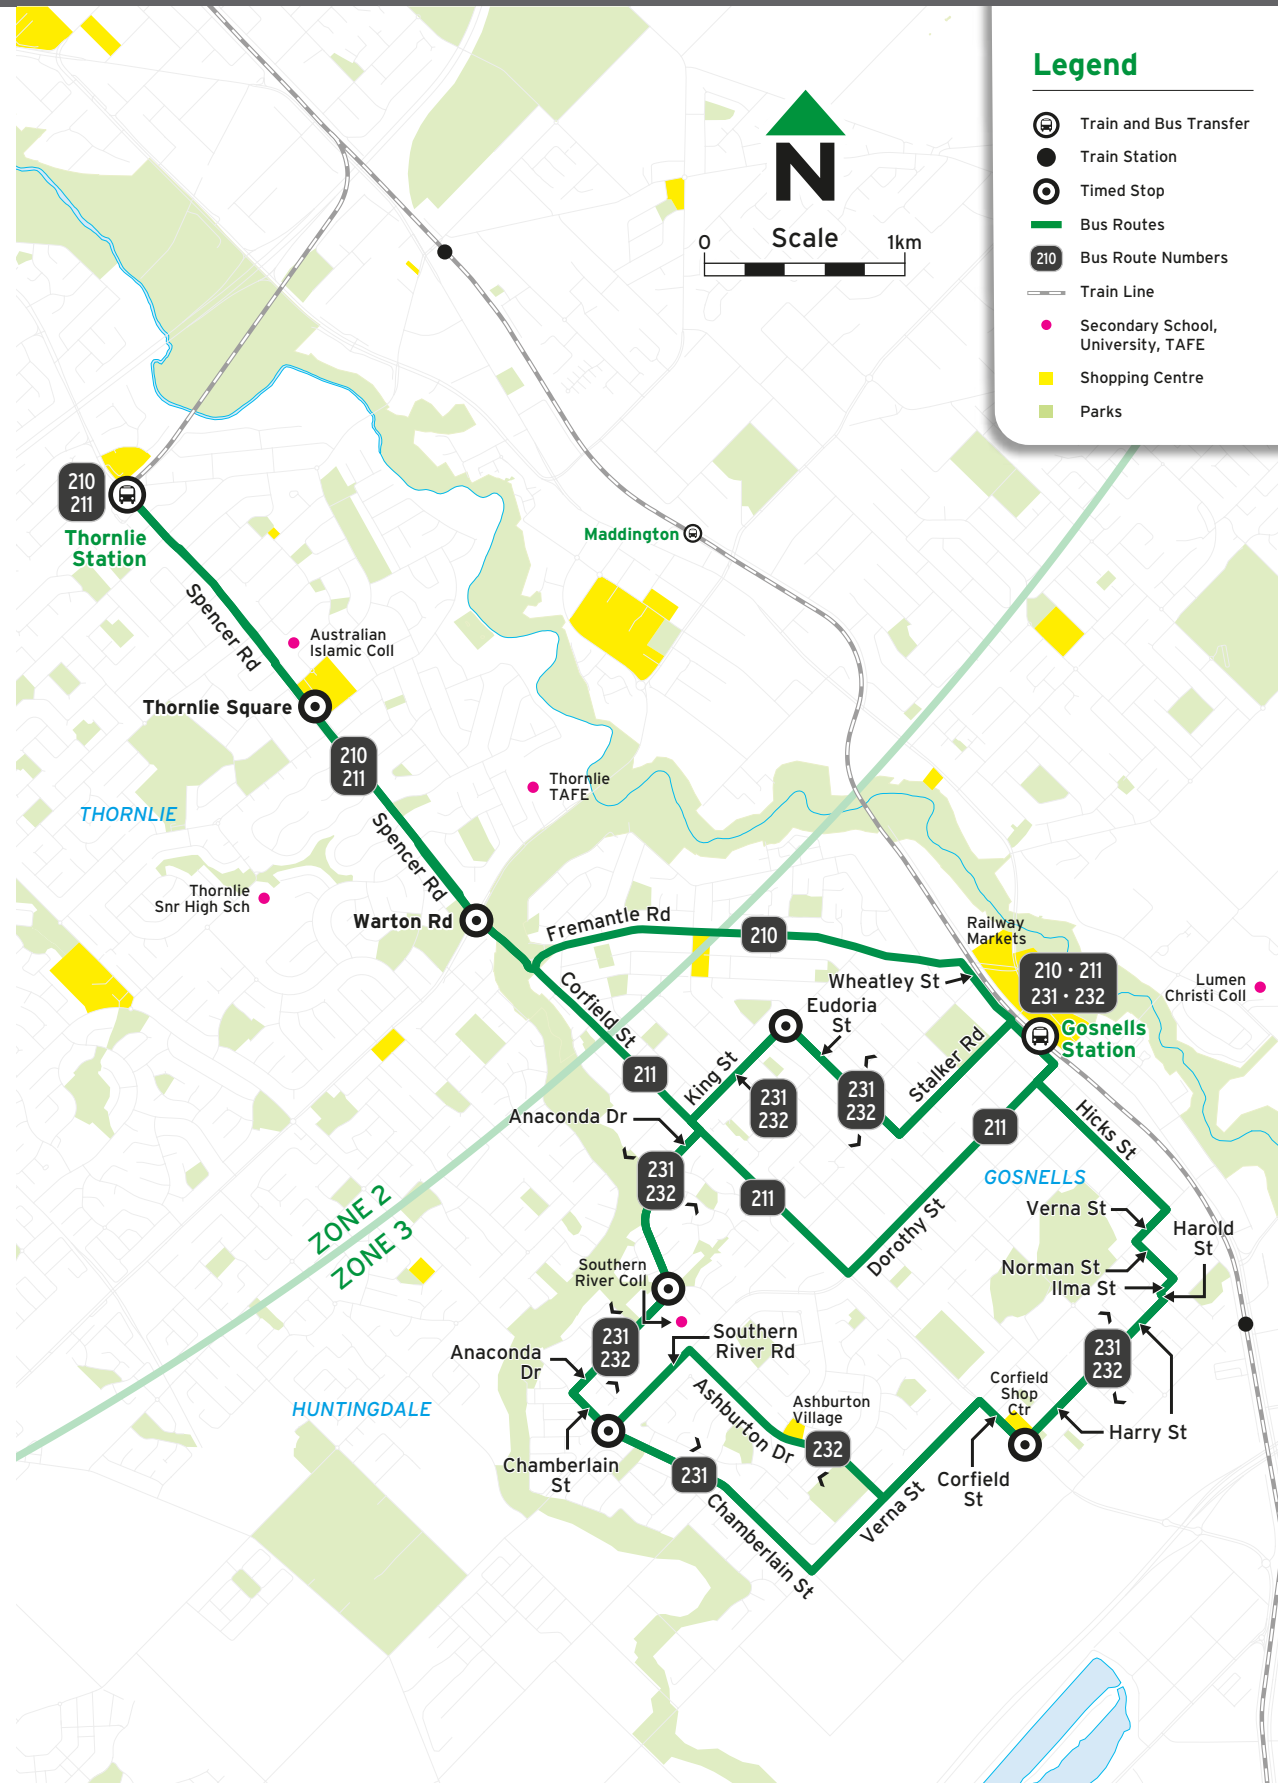 Legend
Train and Bus Transfer
Train Station
Timed Stop
Bus Routes
210
Bus Route Numbers
Train Line
Secondary School,
University, TAFE
Shopping Centre
Parks
N
Scale
0
1km
210
211
Thornlie
Station
Maddington
Spencer Rd
Australian
Islamic Coll
Thornlie Square
210
211
Thornlie
TAFE
THORNLIE
Spencer Rd
Thornlie
Snr High Sch
Warton Rd
Fremantle Rd
210
Railway
Markets
210 • 211
231 • 232
Lumen
Christi Coll
Wheatley St
Eudoria
St
Gosnells
Station
Corfield St
211
King St
231
232
231
232
Stalker Rd
Anaconda Dr
211
Hicks St
231
232
211
GOSNELLS
Dorothy St
Verna St
Harold
St
Norman St
Ilma St
ZONE 2
ZONE 3
Southern
River Coll
231
232
Southern
River Rd
231
232
Anaconda
Dr
Corfield
Shop
Ctr
Ashburton Dr
Ashburton
Village
HUNTINGDALE
Harry St
232
Chamberlain
St
231
Corfield
St
Verna St
Chamberlain St